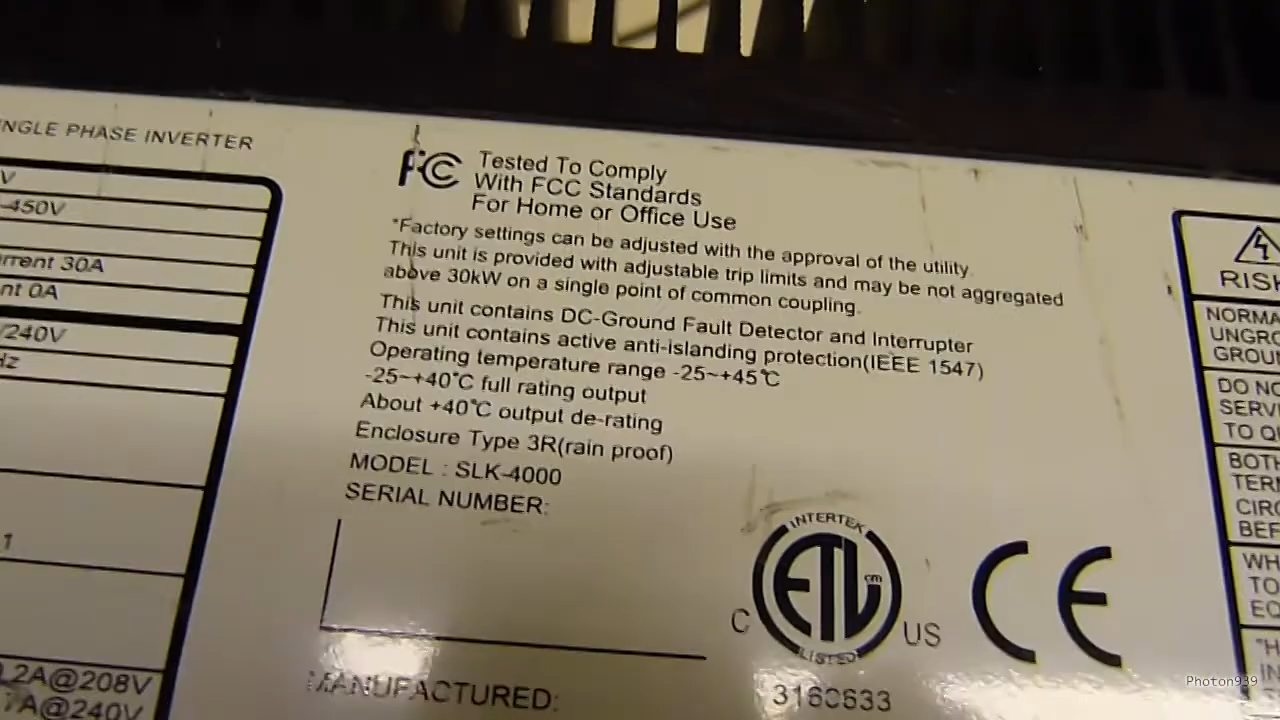 SINGLE PHASE INVERTER
V
-450V
30A
0A
/240V
Hz
1
.2A@208V
A@240V
FC
Tested To Comply
With FCC Standards
For Home or Office Use
*Factory settings can be adjusted with the approval of the utility.
This unit is provided with adjustable trip limits and may be not aggregated
above 30kW on a single point of common coupling.
This unit contains DC-Ground Fault Detector and Interrupter
This unit contains active anti-islanding protection(IEEE 1547)
Operating temperature range -25~+45℃
-25~+40℃ full rating output
About +40℃ output de-rating
Enclosure Type 3R(rain proof)
MODEL : SLK-4000
SERIAL NUMBER:
MANUFACTURED:
INTERTEK
ETL cm
LISTED
C US
CE
RISK
NORMA
UNGRO
GROUN
DO NO
SERVI
TO QU
BOTH
TERM
CIRC
BEF
WH
TO
EQ
"H
IN
Photon939